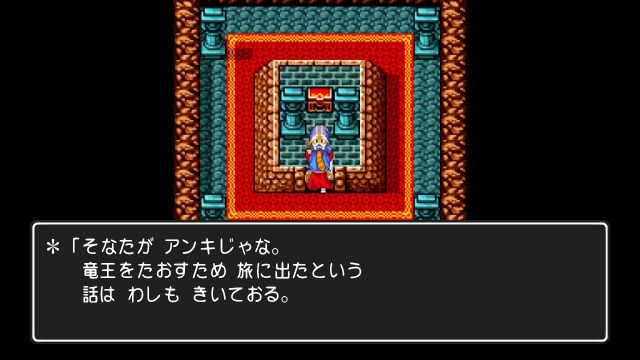 ＊「そなたが アンキじゃな。
竜王をたおすため 旅に出たという
話は わしも きいておる。